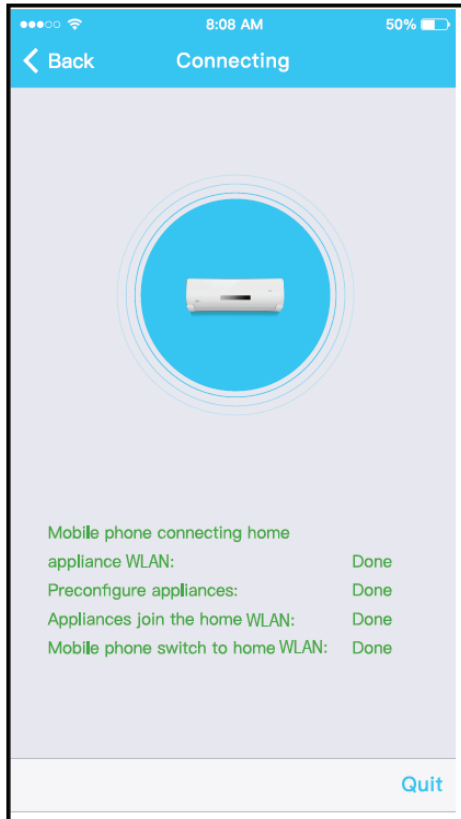 8:08 AM
50%
Back
Connecting
Mobile phone connecting home
appliance WLAN: Done
Preconfigure appliances: Done
Appliances join the home WLAN: Done
Mobile phone switch to home WLAN: Done
Quit